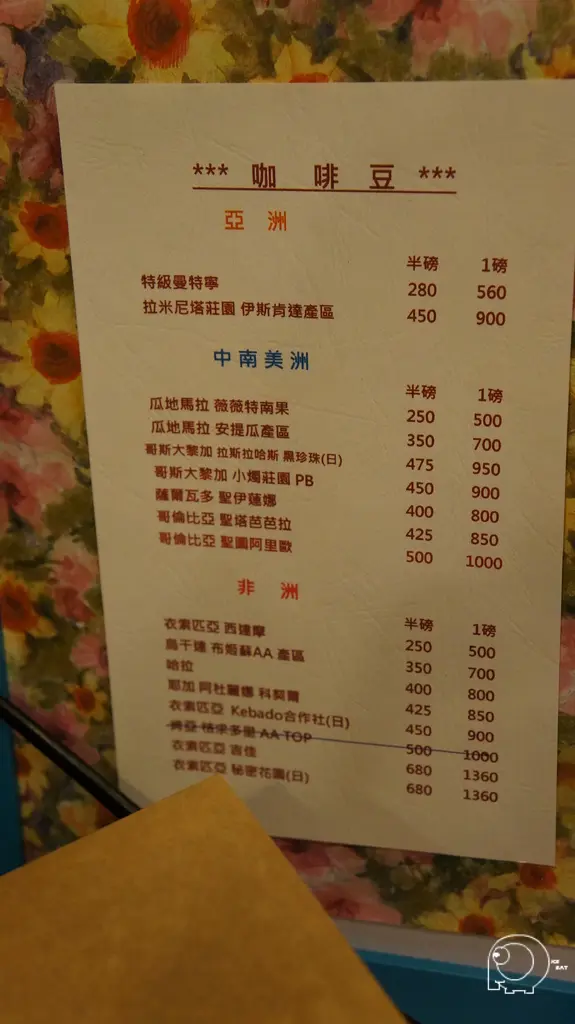 *** 咖 啡 豆 ***
亞 洲
半磅 1磅
特級曼特寧 280 560
拉米尼塔莊園 伊斯肯達產區 450 900
中南美洲
半磅 1磅
瓜地馬拉 薇薇特南果 250 500
瓜地馬拉 安提瓜產區 350 700
哥斯大黎加 拉斯拉哈斯 黑珍珠(日) 475 950
哥斯大黎加 小燭莊園 PB 450 900
薩爾瓦多 聖伊蓮娜 400 800
哥倫比亞 聖塔芭芭拉 425 850
哥倫比亞 聖圖阿里歐 500 1000
非 洲
半磅 1磅
衣索匹亞 西達摩 250 500
烏干達 布姬蘇AA 產區 350 700
哈拉 400 800
耶加 阿杜麗娜 科契爾 425 850
衣索匹亞 Kebado合作社(日) 450 900
AA TOP 500 1000
衣索匹亞 吉佳 680 1360
衣索匹亞 秘密花園(日) 680 1360
ICE
EAT